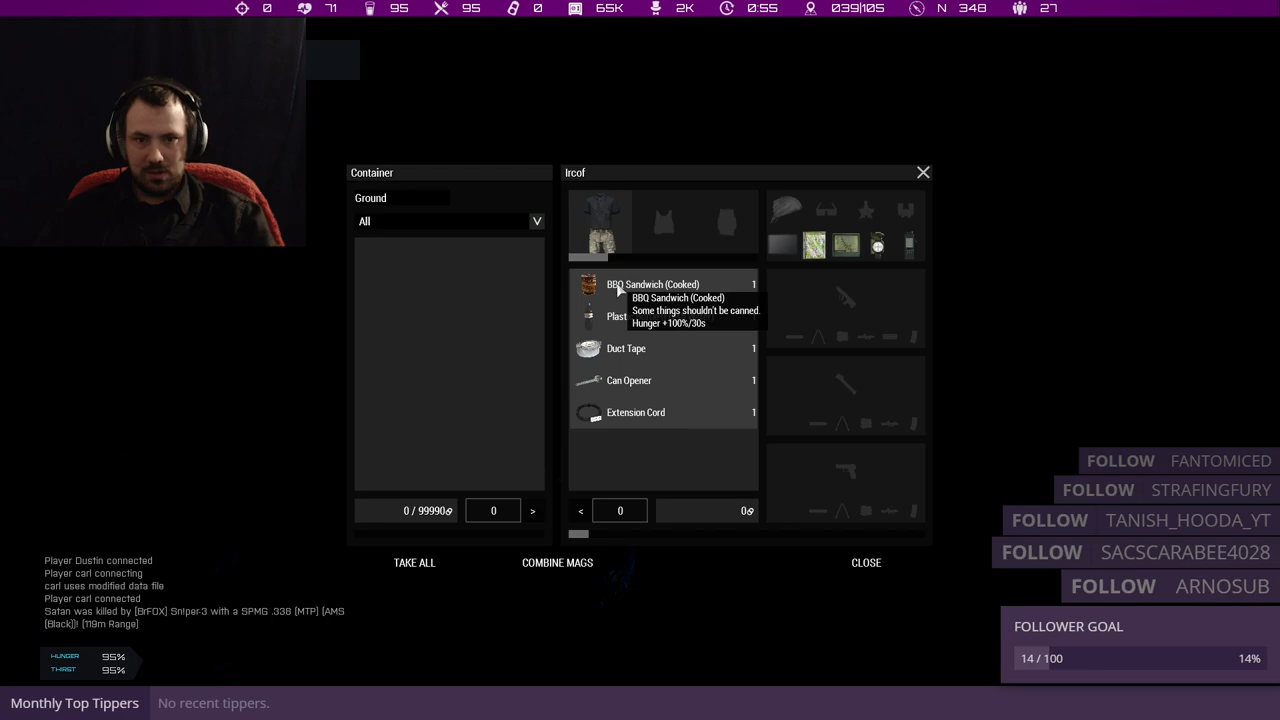 0 71 95 95 0 65K 2K 0:55 039|105 N 348 27
Container
Ircof
Ground
All
V
BBQ Sandwich (Cooked) 1
BBQ Sandwich (Cooked)
Some things shouldn't be canned.
Hunger +100%/30s
Plast
Duct Tape 1
Can Opener 1
Extension Cord 1
0 / 99990 0 > < 0 0
TAKE ALL COMBINE MAGS CLOSE
FOLLOW FANTOMICED
FOLLOW STRAFINGFURY
FOLLOW TANISH_HOODA_YT
FOLLOW SACSCARABEE4028
FOLLOW ARNOSUB
Player Dustin connected
Player carl connecting
carl uses modified data file
Player carl connected
Satan was killed by [BrFOX] Sn!per-3 with a SPMG .338 (MTP) [AMS
(Black)]! [119m Range]
HUNGER 95%
THIRST 95%
FOLLOWER GOAL
14 / 100 14%
Monthly Top Tippers No recent tippers.